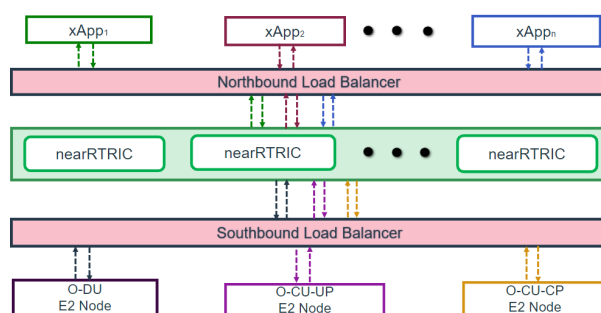 xApp₁
xApp₂
xAppₙ
Northbound Load Balancer
nearRTRIC
nearRTRIC
nearRTRIC
Southbound Load Balancer
O-DU
E2 Node
O-CU-UP
E2 Node
O-CU-CP
E2 Node